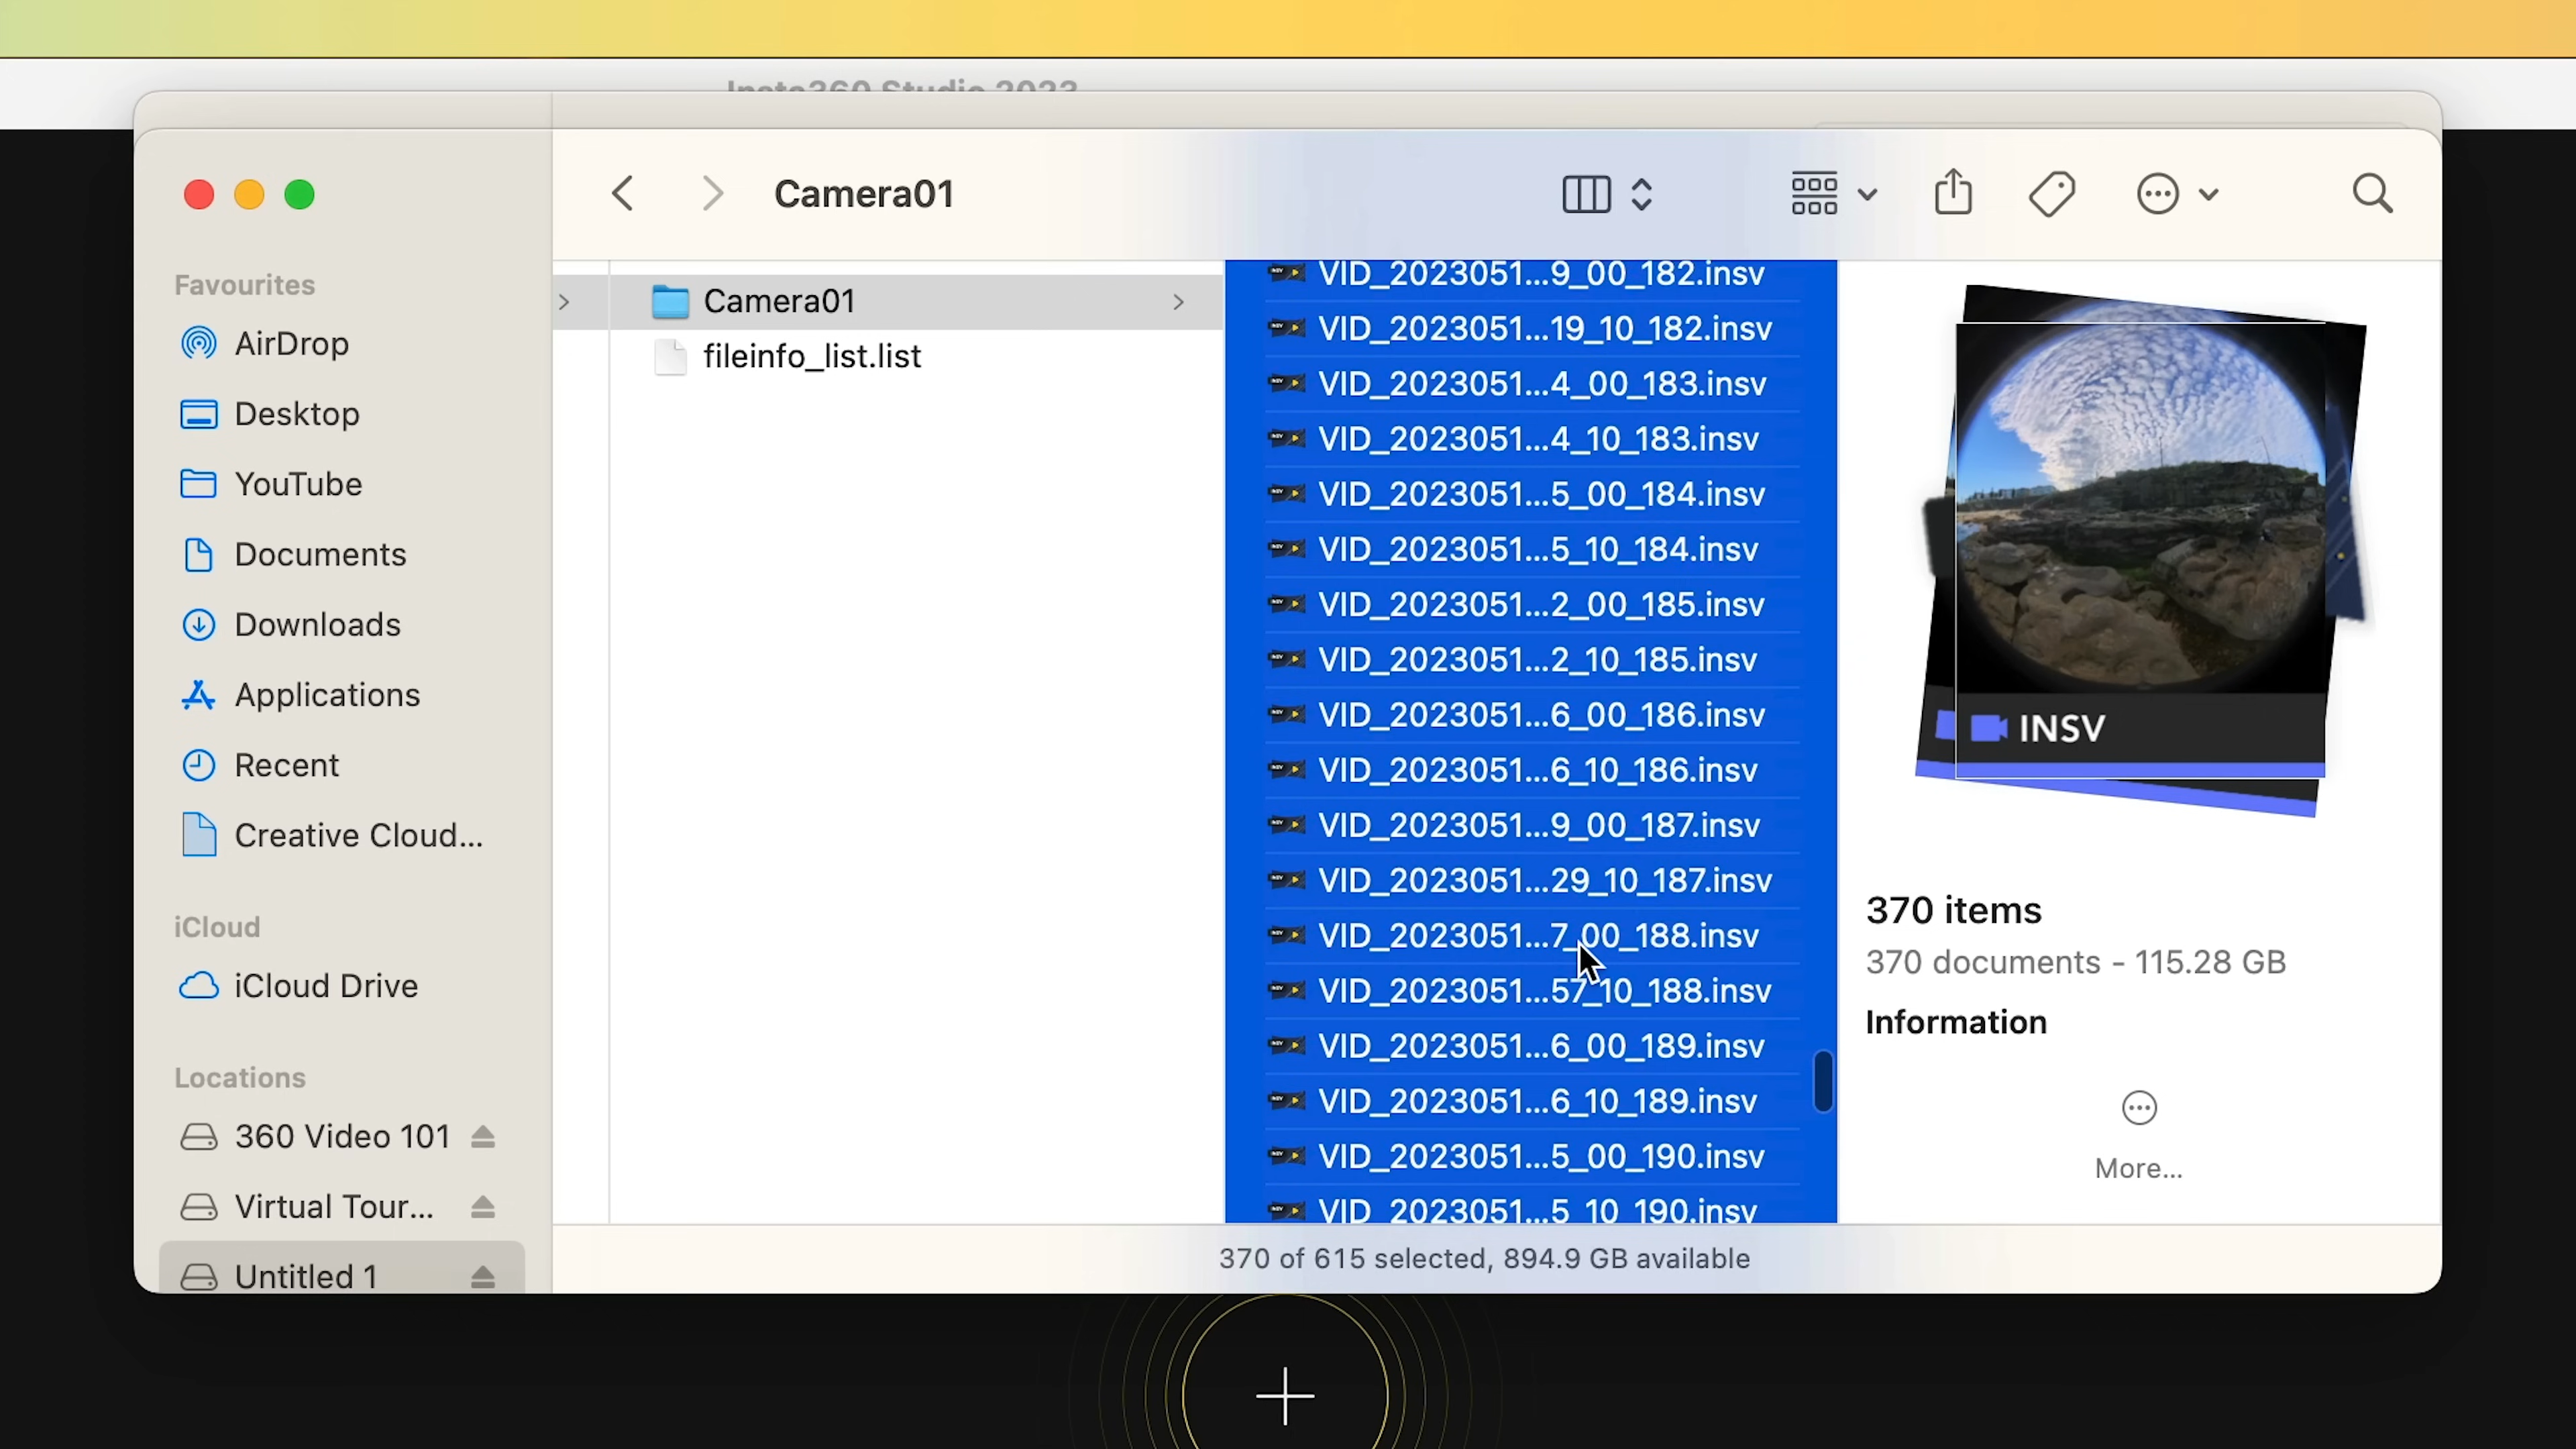 Insta360 Studio 2023
Camera01
Favourites
AirDrop
Desktop
YouTube
Documents
Downloads
Applications
Recent
Creative Cloud...
iCloud
iCloud Drive
Locations
360 Video 101
Virtual Tour...
Untitled 1
Camera01
fileinfo_list.list
VID_2023051...9_00_182.insv
VID_2023051...19_10_182.insv
VID_2023051...4_00_183.insv
VID_2023051...4_10_183.insv
VID_2023051...5_00_184.insv
VID_2023051...5_10_184.insv
VID_2023051...2_00_185.insv
VID_2023051...2_10_185.insv
VID_2023051...6_00_186.insv
VID_2023051...6_10_186.insv
VID_2023051...9_00_187.insv
VID_2023051...29_10_187.insv
VID_2023051...7_00_188.insv
VID_2023051...57_10_188.insv
VID_2023051...6_00_189.insv
VID_2023051...6_10_189.insv
VID_2023051...5_00_190.insv
VID_2023051...5_10_190.insv
INSV
370 items
370 documents - 115.28 GB
Information
More...
370 of 615 selected, 894.9 GB available